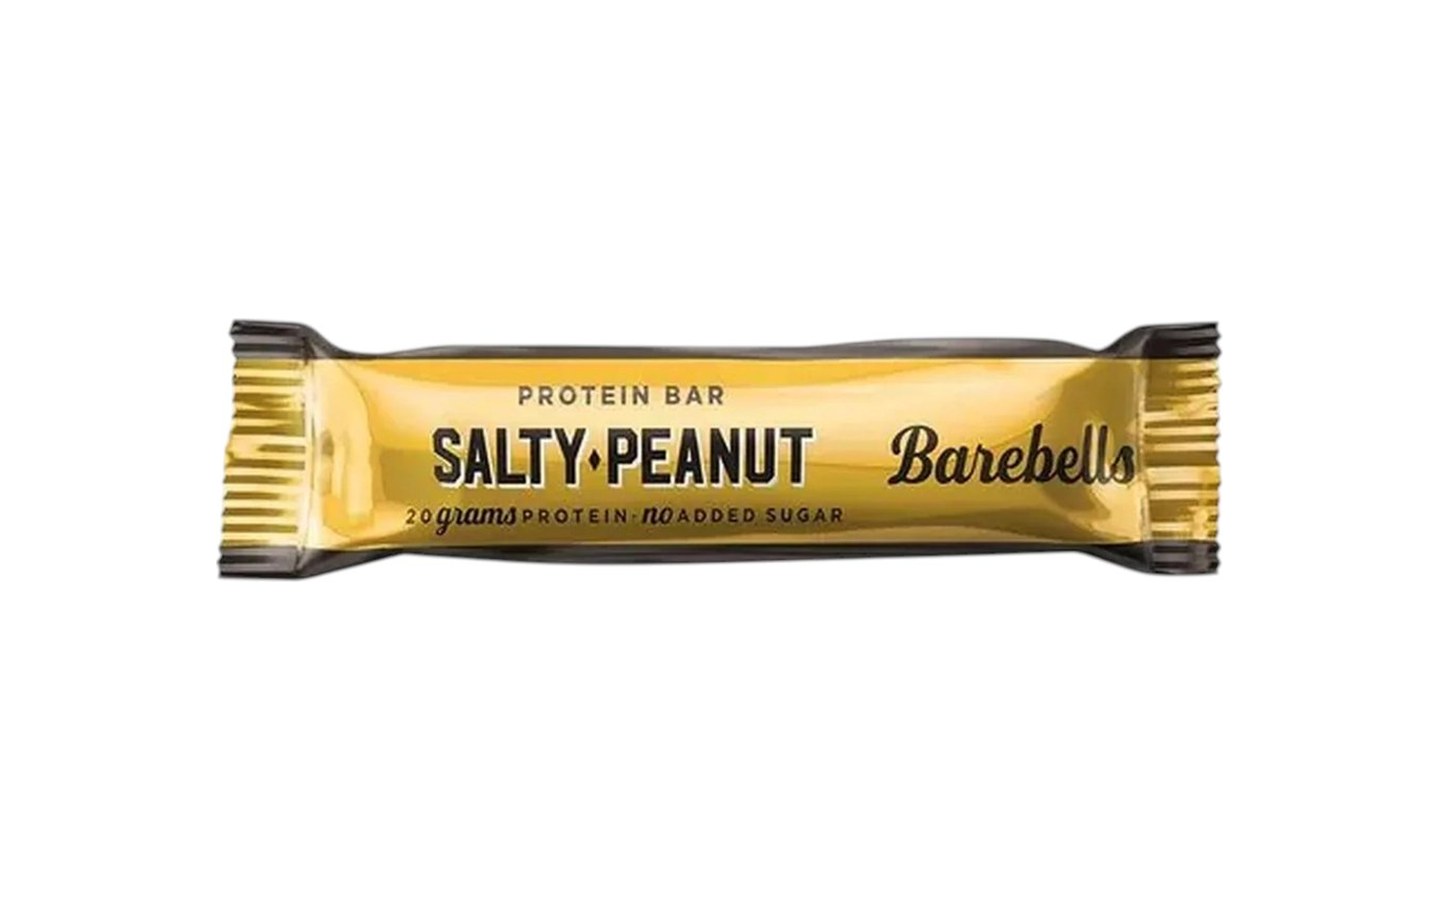 PROTEIN BAR
SALTY♦PEANUT
20 grams PROTEIN · no ADDED SUGAR
Barebells